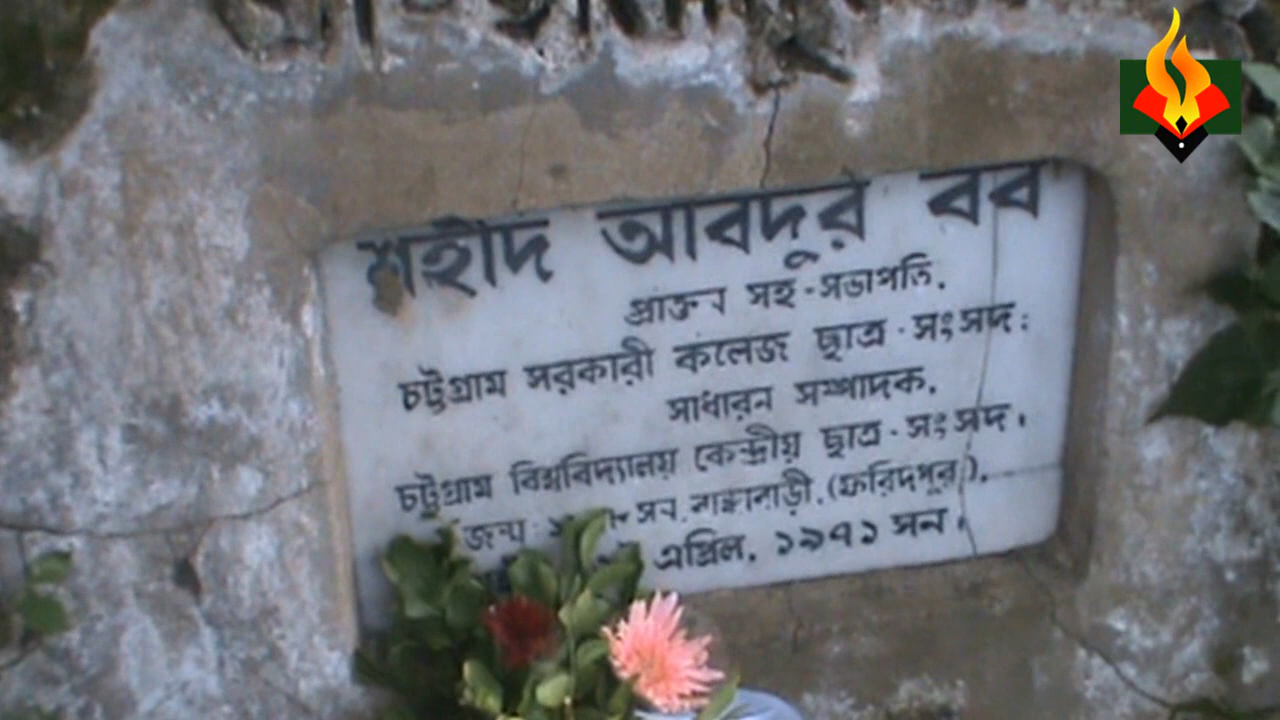 শহীদ আবদুর বব
প্রাক্তন সহ-সভাপতি.
চট্টগ্রাম সরকারী কলেজ ছাত্র-সংসদ:
সাধারন সম্পাদক.
চট্টগ্রাম বিশ্ববিদ্যালয় কেন্দ্রীয় ছাত্র-সংসদ.
জন্ম সন. (ফরিদপুর).
এপ্রিল, ১৯৭১ সন.